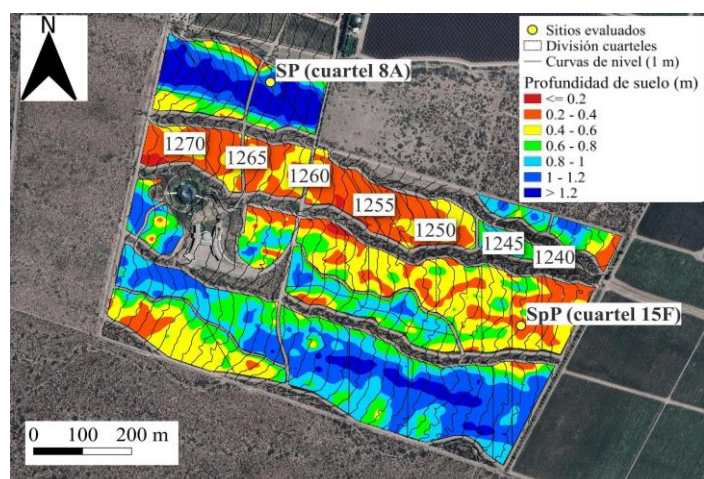 N
SP (cuartel 8A)
Sitios evaluados
División cuarteles
Curvas de nivel (1 m)
Profundidad de suelo (m)
<= 0.2
0.2 - 0.4
0.4 - 0.6
0.6 - 0.8
0.8 - 1
1 - 1.2
> 1.2
1270
1265
1260
1255
1250
1245
1240
SpP (cuartel 15F)
0 100 200 m